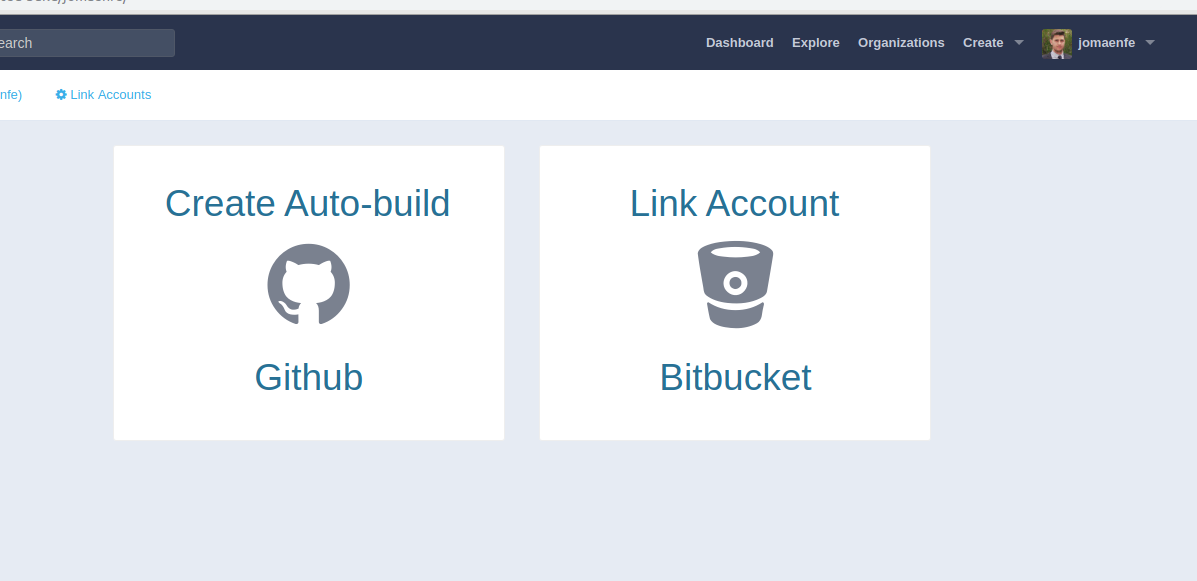 earch
Dashboard Explore Organizations Create jomaenfe
nfe) Link Accounts
Create Auto-build
Github
Link Account
Bitbucket